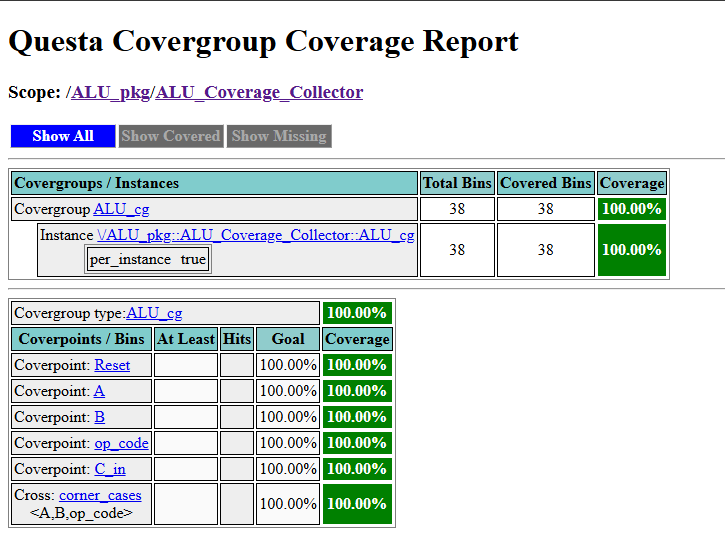 Questa Covergroup Coverage Report
Scope: /ALU_pkg/ALU_Coverage_Collector
Show All Show Covered Show Missing
Covergroups / Instances Total Bins Covered Bins Coverage
Covergroup ALU_cg 38 38 100.00%
Instance \/ALU_pkg::ALU_Coverage_Collector::ALU_cg 38 38 100.00%
per_instance true
Covergroup type:ALU_cg 100.00%
Coverpoints / Bins At Least Hits Goal Coverage
Coverpoint: Reset 100.00% 100.00%
Coverpoint: A 100.00% 100.00%
Coverpoint: B 100.00% 100.00%
Coverpoint: op_code 100.00% 100.00%
Coverpoint: C_in 100.00% 100.00%
Cross: corner_cases 100.00% 100.00%
<A,B,op_code>